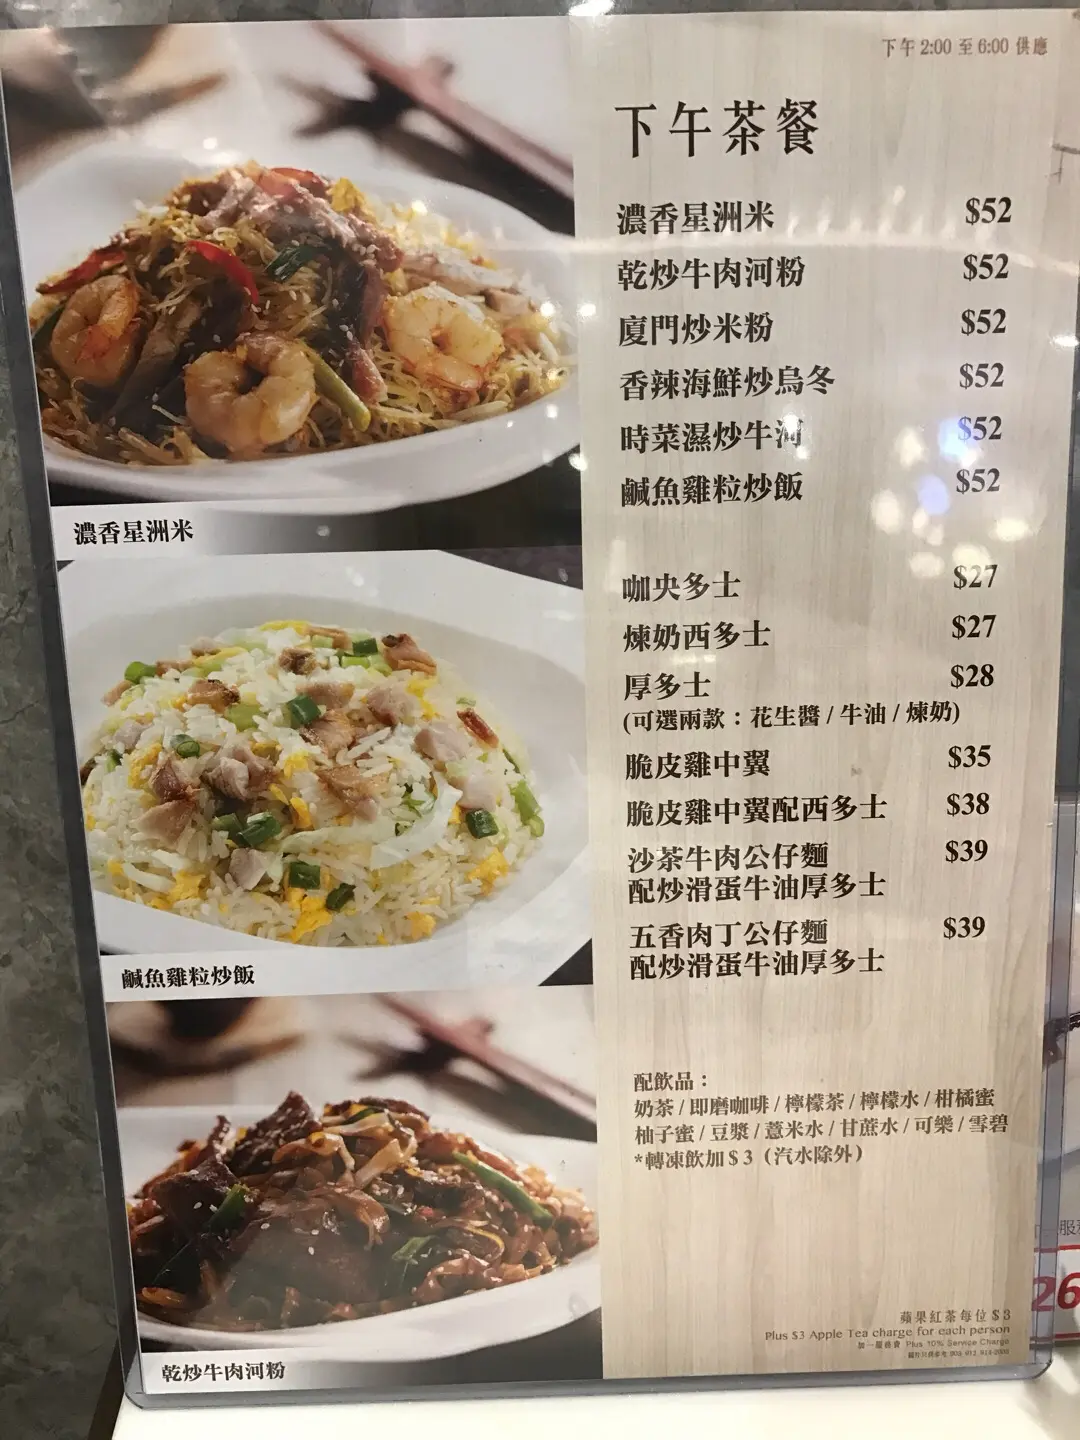 下午 2:00 至 6:00 供應
下午茶餐
濃香星洲米 $52
乾炒牛肉河粉 $52
廈門炒米粉 $52
香辣海鮮炒烏冬 $52
時菜濕炒牛河 $52
鹹魚雞粒炒飯 $52
咖央多士 $27
煉奶西多士 $27
厚多士 $28
(可選兩款：花生醬 / 牛油 / 煉奶)
脆皮雞中翼 $35
脆皮雞中翼配西多士 $38
沙茶牛肉公仔麵 $39
配炒滑蛋牛油厚多士
五香肉丁公仔麵 $39
配炒滑蛋牛油厚多士
配飲品：
奶茶 / 即磨咖啡 / 檸檬茶 / 檸檬水 / 柑橘蜜
柚子蜜 / 豆漿 / 薏米水 / 甘蔗水 / 可樂 / 雪碧
*轉凍飲加 $ 3 (汽水除外)
蘋果紅茶每位 $ 3
Plus $3 Apple Tea charge for each person
加一服務費 Plus 10% Service Charge
濃香星洲米
鹹魚雞粒炒飯
乾炒牛肉河粉
26